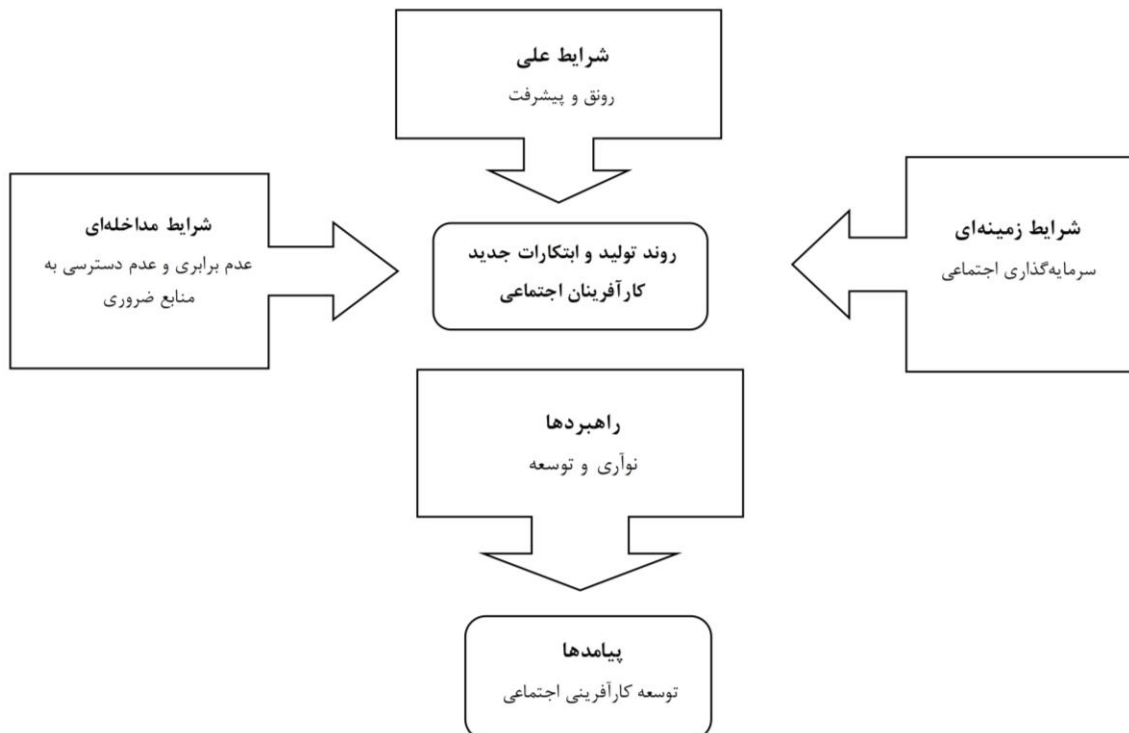 شرایط علی
رونق و پیشرفت
شرایط زمینه‌ای
سرمایه‌گذاری اجتماعی
روند تولید و ابتکارات جدید
کارآفرینان اجتماعی
شرایط مداخله‌ای
عدم برابری و عدم دسترسی به
منابع ضروری
راهبردها
نوآری و توسعه
پیامدها
توسعه کارآفرینی اجتماعی